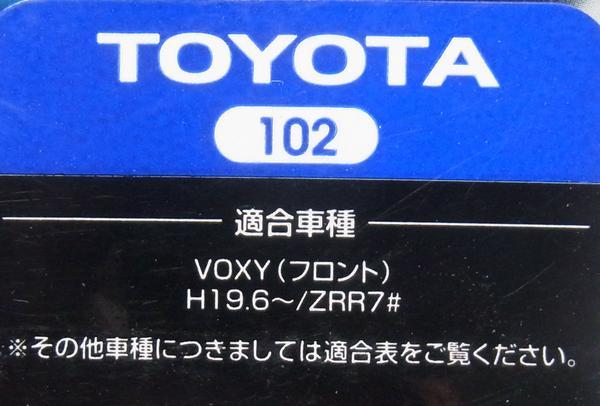 TOYOTA
102
適合車種
VOXY(フロント)
H19.6～/ZRR7#
※その他車種につきましては適合表をご覧ください。